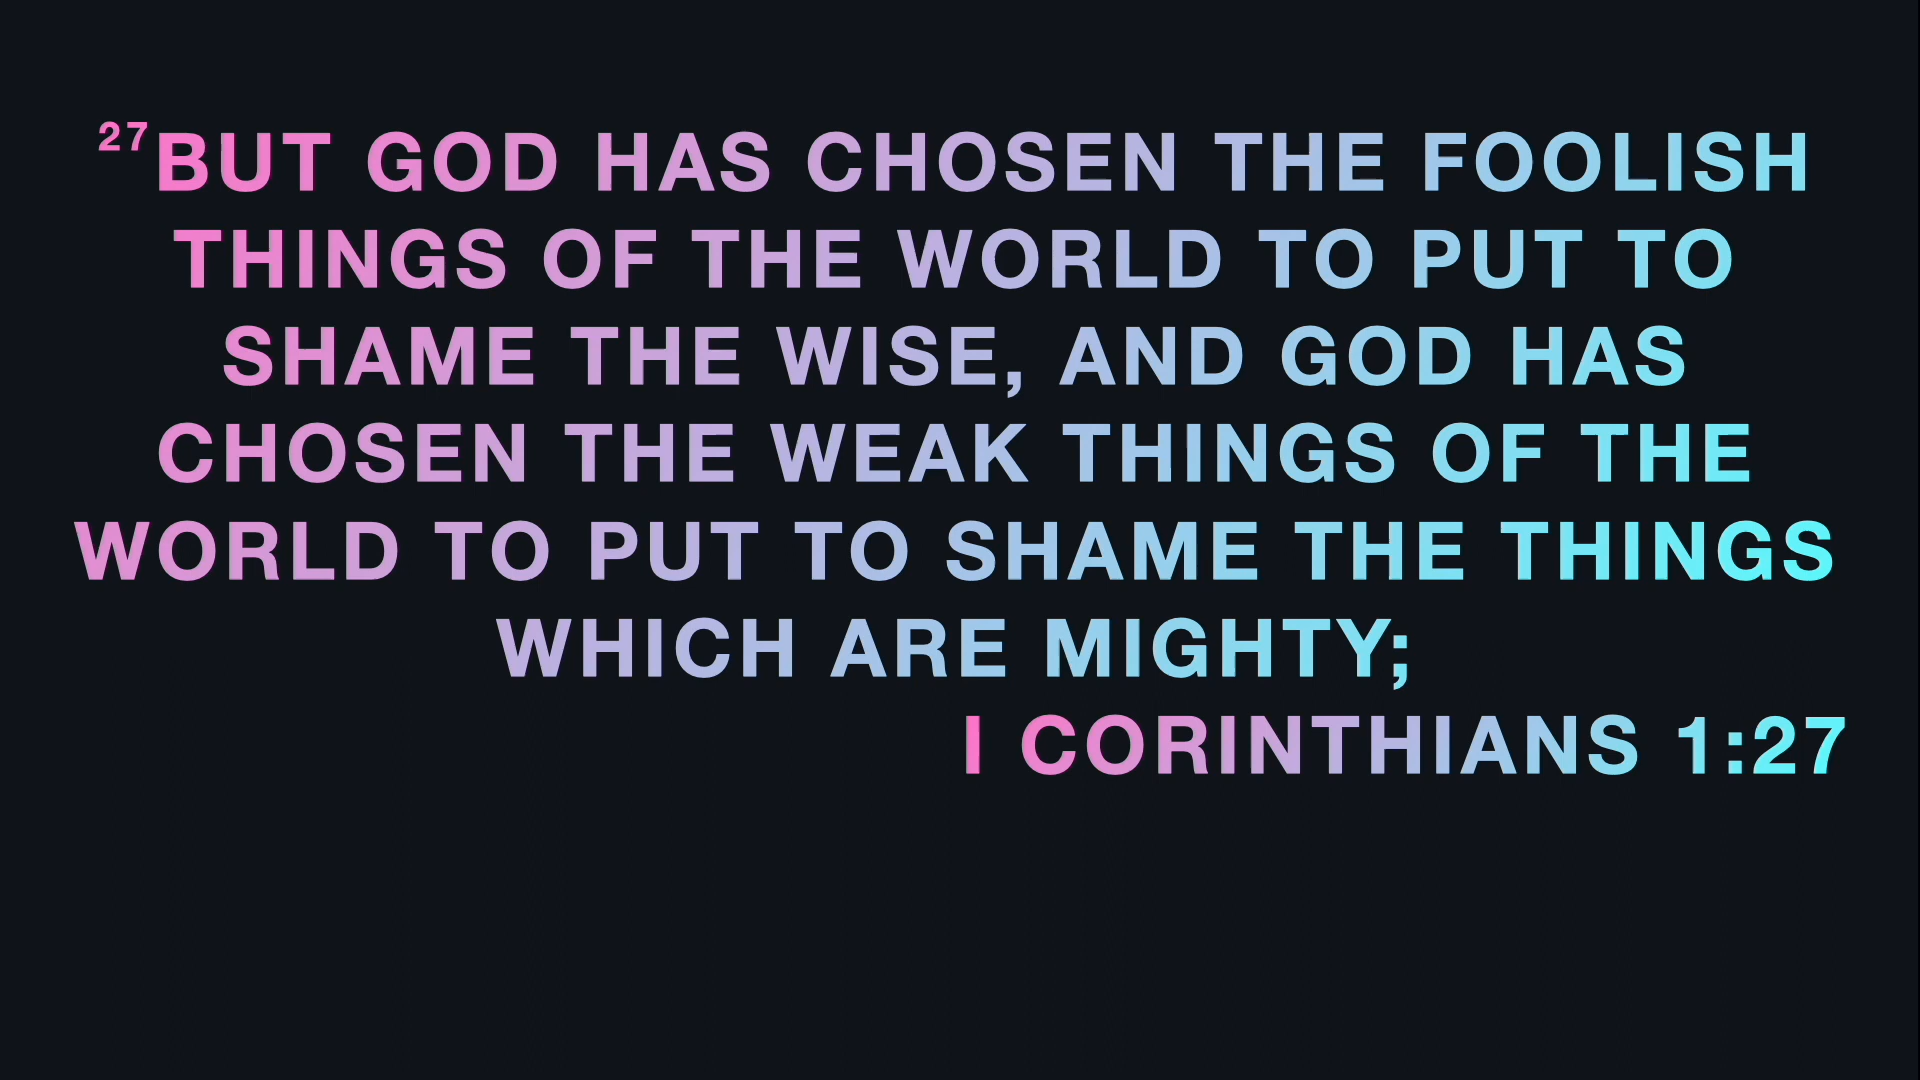 27BUT GOD HAS CHOSEN THE FOOLISH
THINGS OF THE WORLD TO PUT TO
SHAME THE WISE, AND GOD HAS
CHOSEN THE WEAK THINGS OF THE
WORLD TO PUT TO SHAME THE THINGS
WHICH ARE MIGHTY;
I CORINTHIANS 1:27